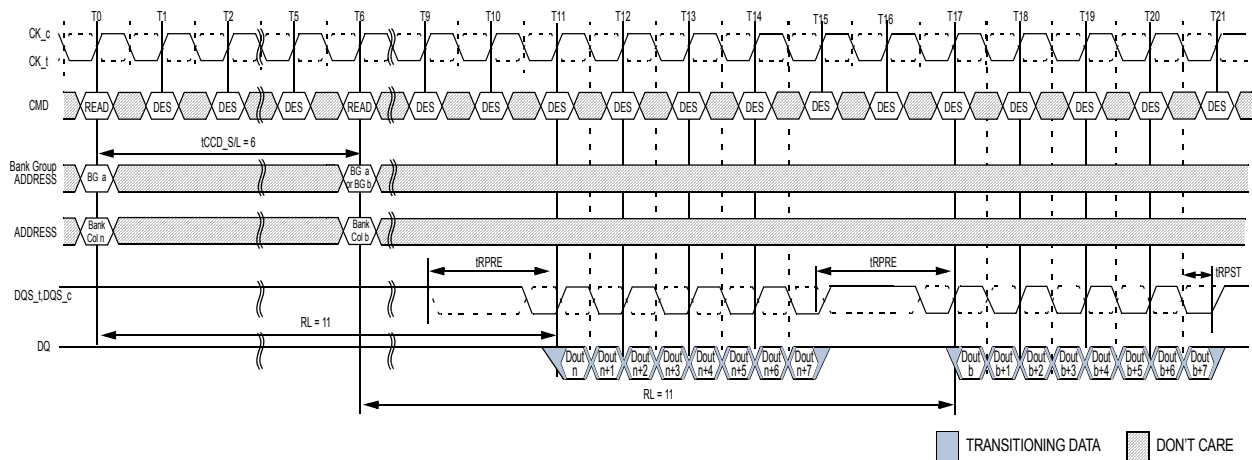 T0 T1 T2 T5 T6 T9 T10 T11 T12 T13 T14 T15 T16 T17 T18 T19 T20 T21
CK_c
CK_t
CMD READ DES DES DES READ DES DES DES DES DES DES DES DES DES DES DES DES DES
tCCD_S/L = 6
Bank Group
ADDRESS
BG a
BG a
or BG b
ADDRESS
Bank
Col n
Bank
Col b
tRPRE
tRPRE
tRPST
DQS_t,DQS_c
RL = 11
DQ
Dout
n
Dout
n+1
Dout
n+2
Dout
n+3
Dout
n+4
Dout
n+5
Dout
n+6
Dout
n+7
Dout
b
Dout
b+1
Dout
b+2
Dout
b+3
Dout
b+4
Dout
b+5
Dout
b+6
Dout
b+7
RL = 11
TRANSITIONING DATA
DON'T CARE